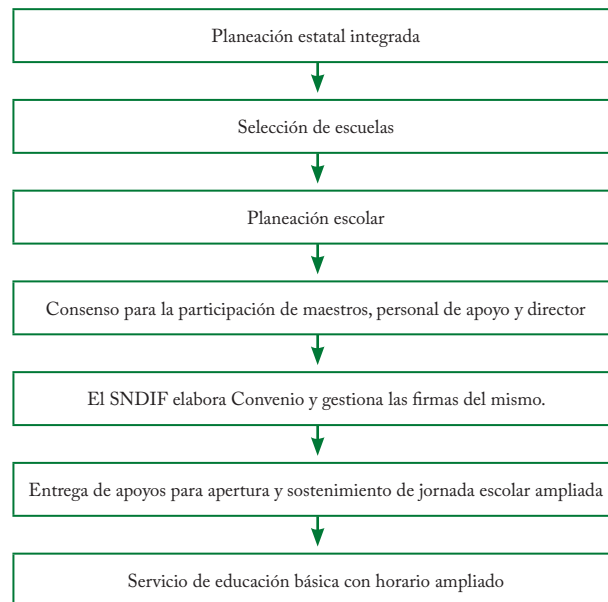 Planeación estatal integrada
Selección de escuelas
Planeación escolar
Consenso para la participación de maestros, personal de apoyo y director
El SNDIF elabora Convenio y gestiona las firmas del mismo.
Entrega de apoyos para apertura y sostenimiento de jornada escolar ampliada
Servicio de educación básica con horario ampliado